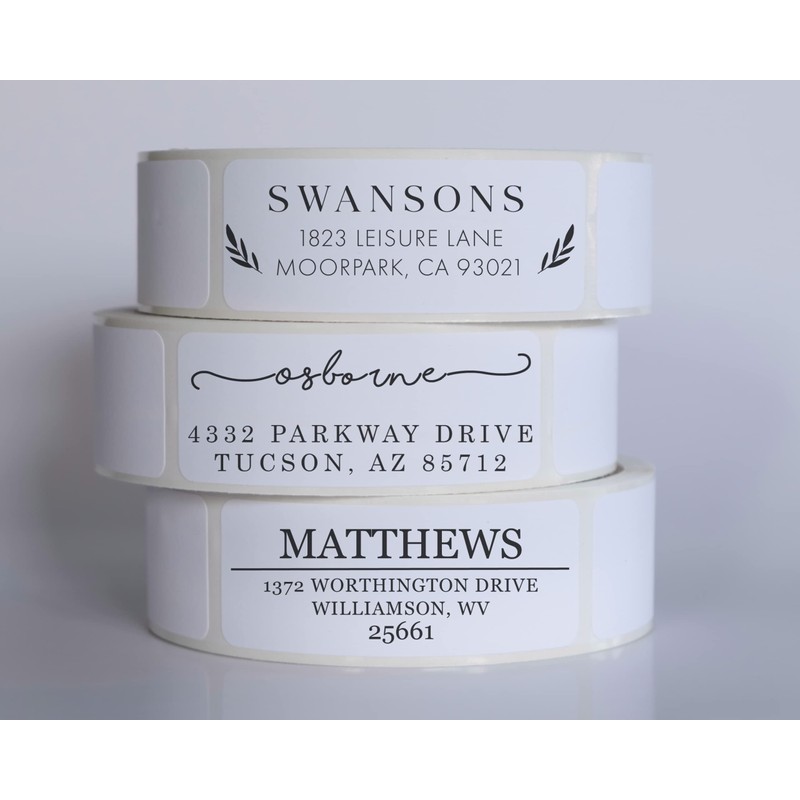 SWANSONS
1823 LEISURE LANE
MOORPARK, CA 93021
osborne
4332 PARKWAY DRIVE
TUCSON, AZ 85712
MATTHEWS
1372 WORTHINGTON DRIVE
WILLIAMSON, WV
25661